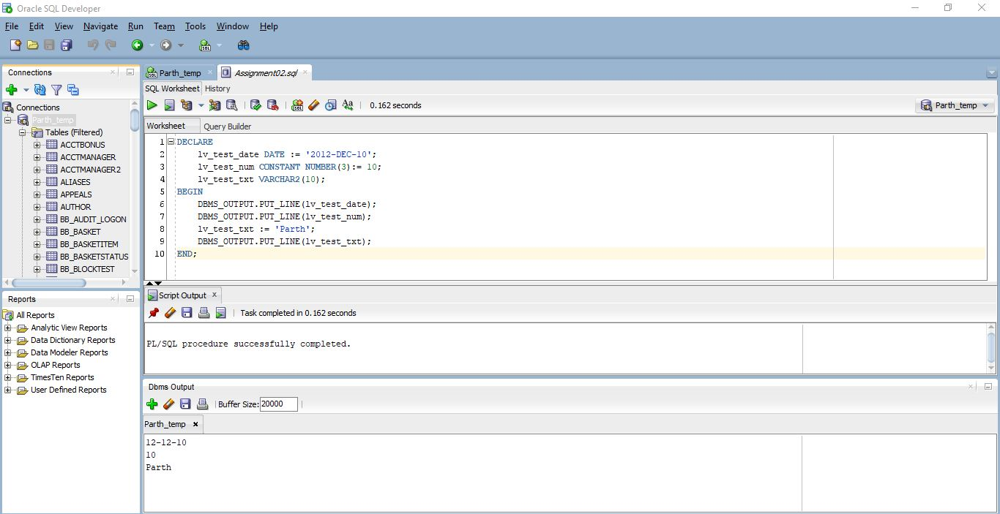 Oracle SQL Developer
File Edit View Navigate Run Team Tools Window Help
Connections
Connections
Parth_temp
Tables (Filtered)
ACCTBONUS
ACCTMANAGER
ACCTMANAGER2
ALIASES
APPEALS
AUTHOR
BB_AUDIT_LOGON
BB_BASKET
BB_BASKETITEM
BB_BASKETSTATUS
BB_BLOCKTEST
Reports
All Reports
Analytic View Reports
Data Dictionary Reports
Data Modeler Reports
OLAP Reports
TimesTen Reports
User Defined Reports
Parth_temp Assignment02.sql
SQL Worksheet History
0.162 seconds Parth_temp
Worksheet Query Builder
1 DECLARE
2 lv_test_date DATE := '2012-DEC-10';
3 lv_test_num CONSTANT NUMBER(3):= 10;
4 lv_test_txt VARCHAR2(10);
5 BEGIN
6 DBMS_OUTPUT.PUT_LINE(lv_test_date);
7 DBMS_OUTPUT.PUT_LINE(lv_test_num);
8 lv_test_txt := 'Parth';
9 DBMS_OUTPUT.PUT_LINE(lv_test_txt);
10 END;
Script Output
Task completed in 0.162 seconds
PL/SQL procedure successfully completed.
Dbms Output
Buffer Size: 20000
Parth_temp
12-12-10
10
Parth